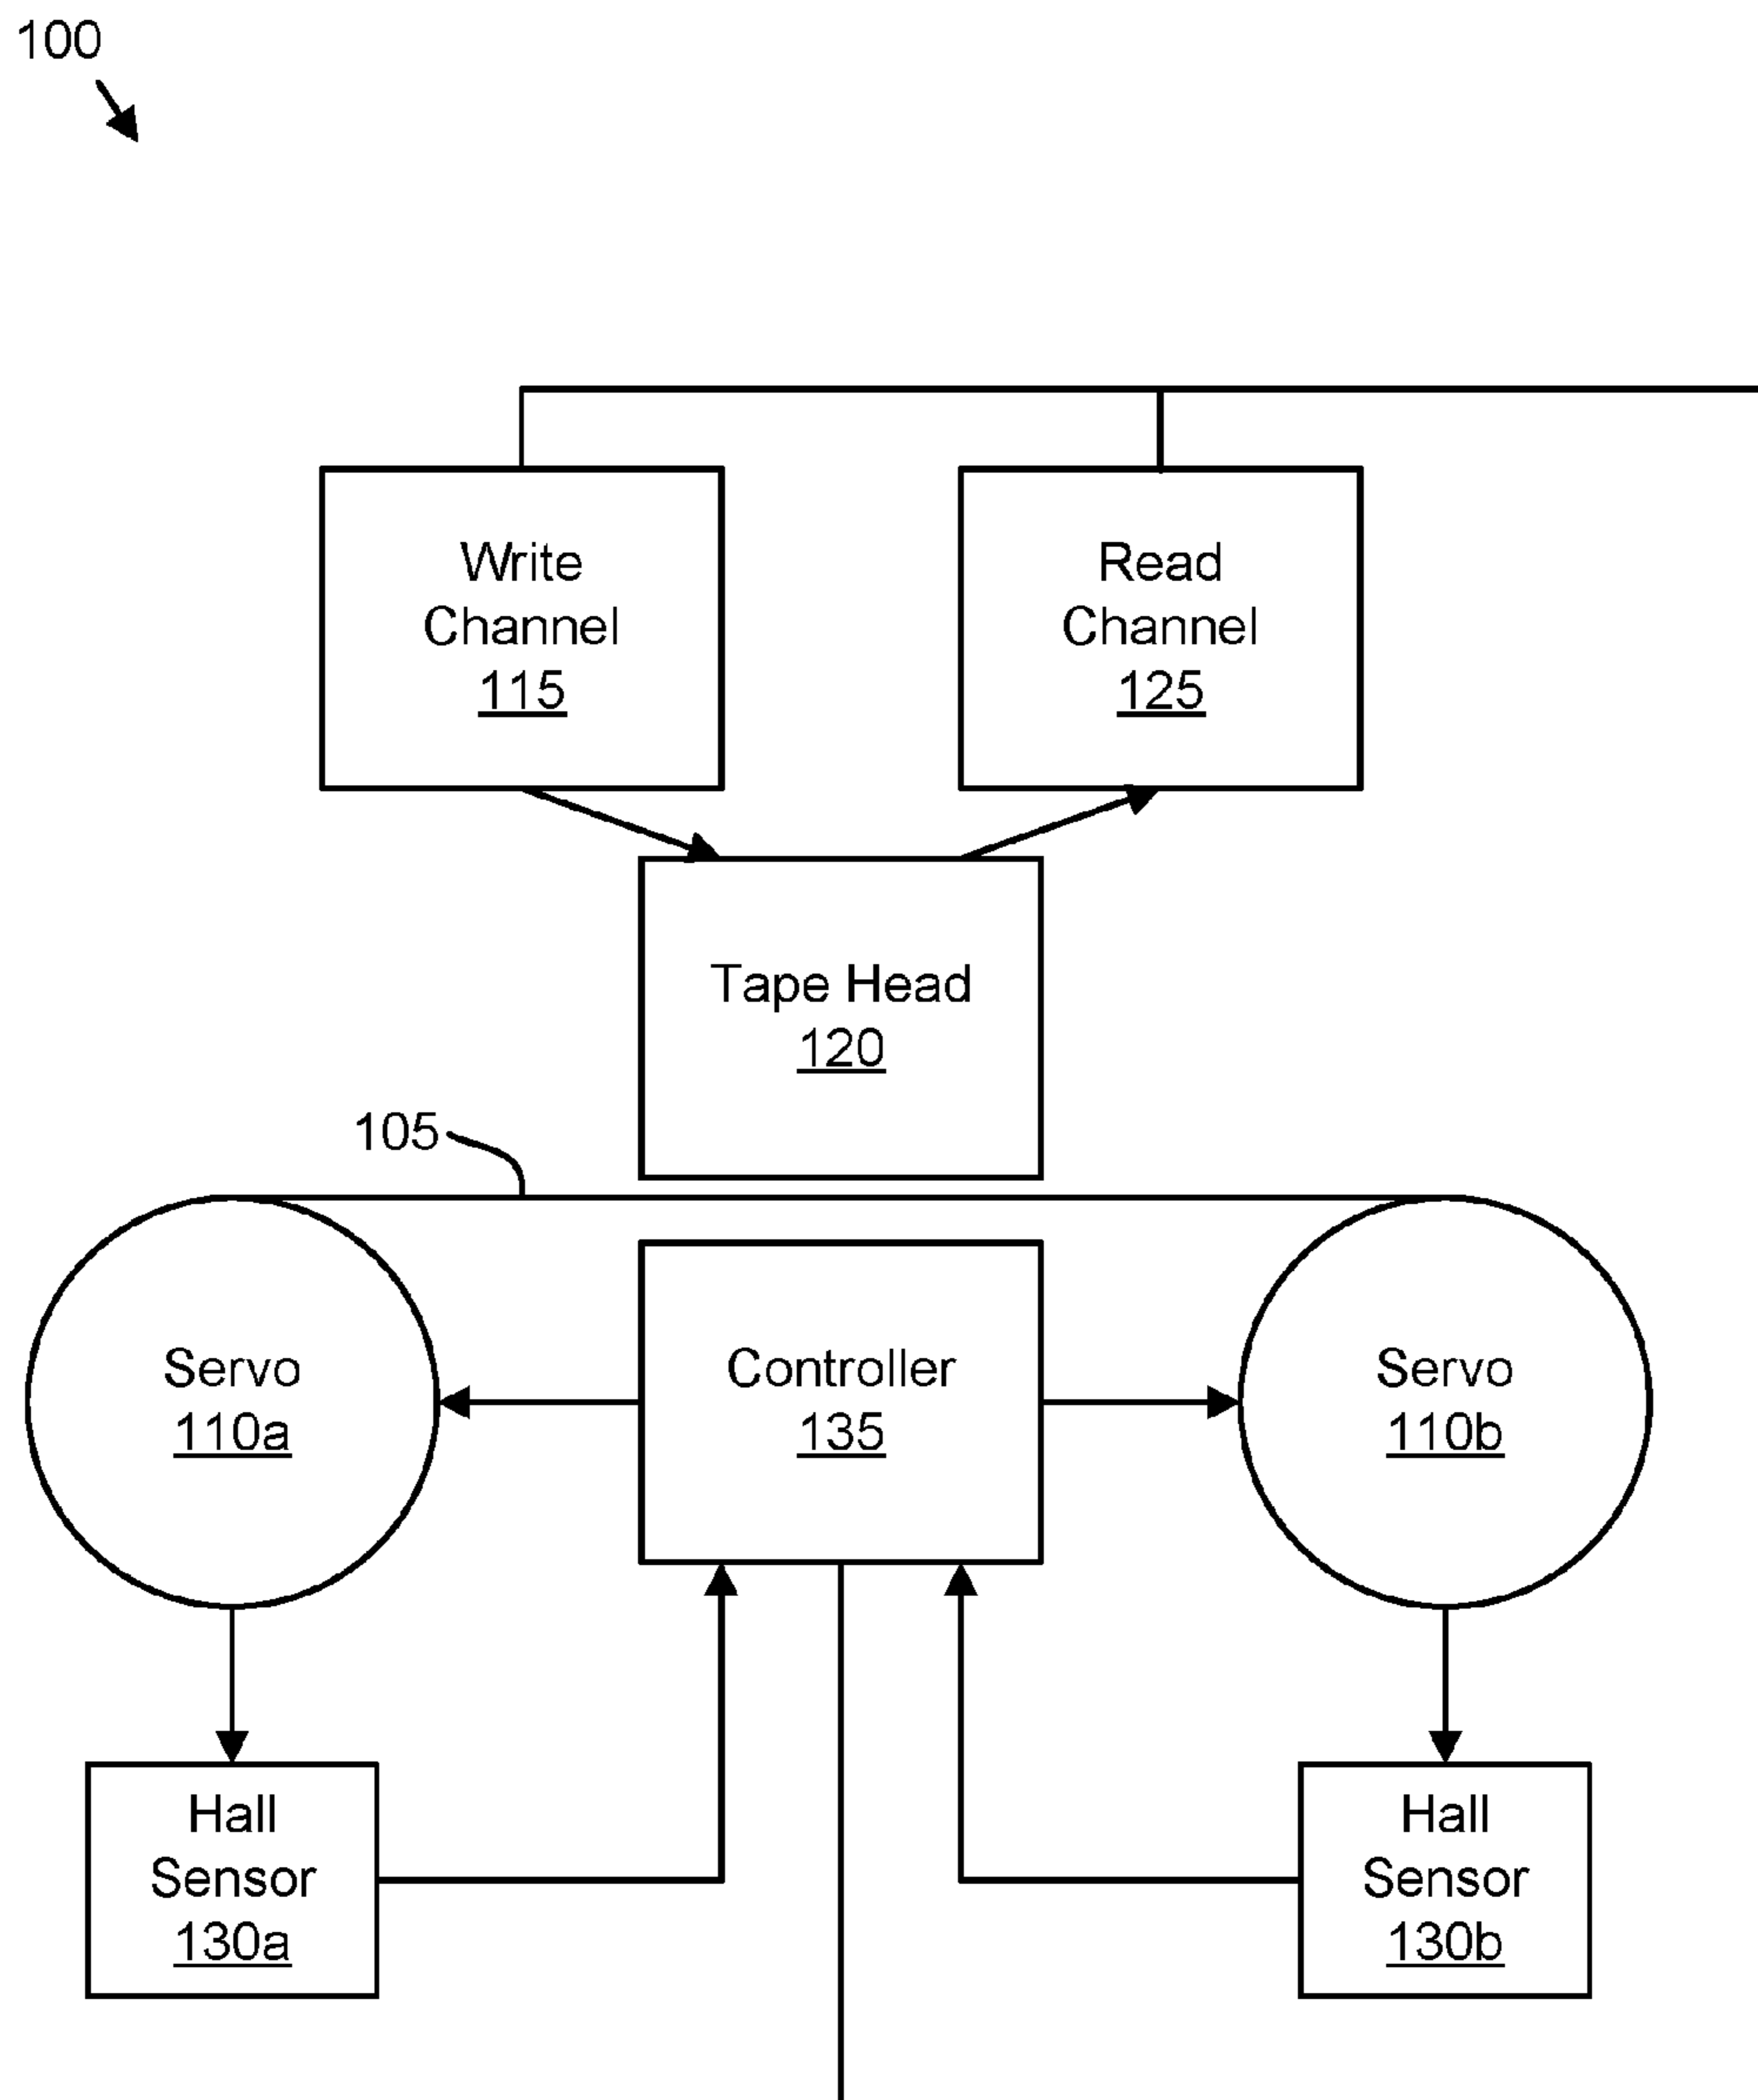 100
Write
Channel
115
Read
Channel
125
Tape Head
120
105
Servo
110a
Controller
135
Servo
110b
Hall
Sensor
130a
Hall
Sensor
130b